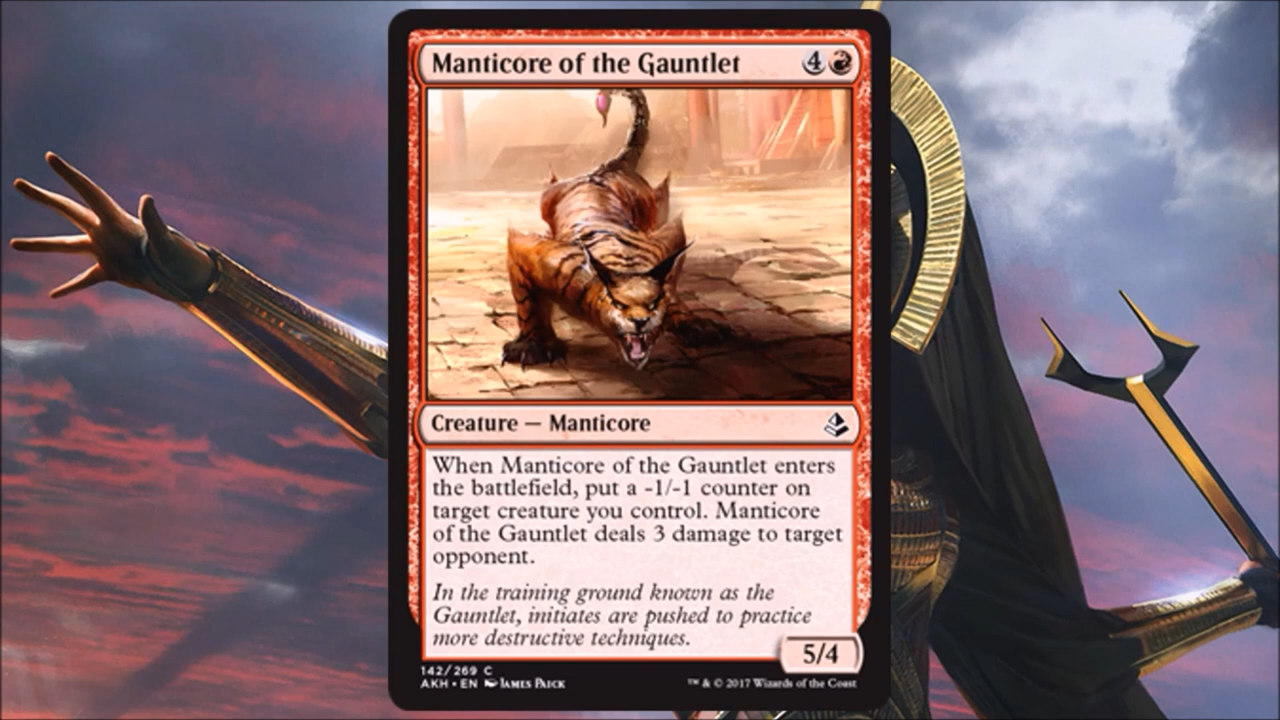 Manticore of the Gauntlet 4
Creature — Manticore
When Manticore of the Gauntlet enters
the battlefield, put a -1/-1 counter on
target creature you control. Manticore
of the Gauntlet deals 3 damage to target
opponent.
In the training ground known as the
Gauntlet, initiates are pushed to practice
more destructive techniques.
5/4
142/269 C
AKH • EN James Paick
™ & © 2017 Wizards of the Coast